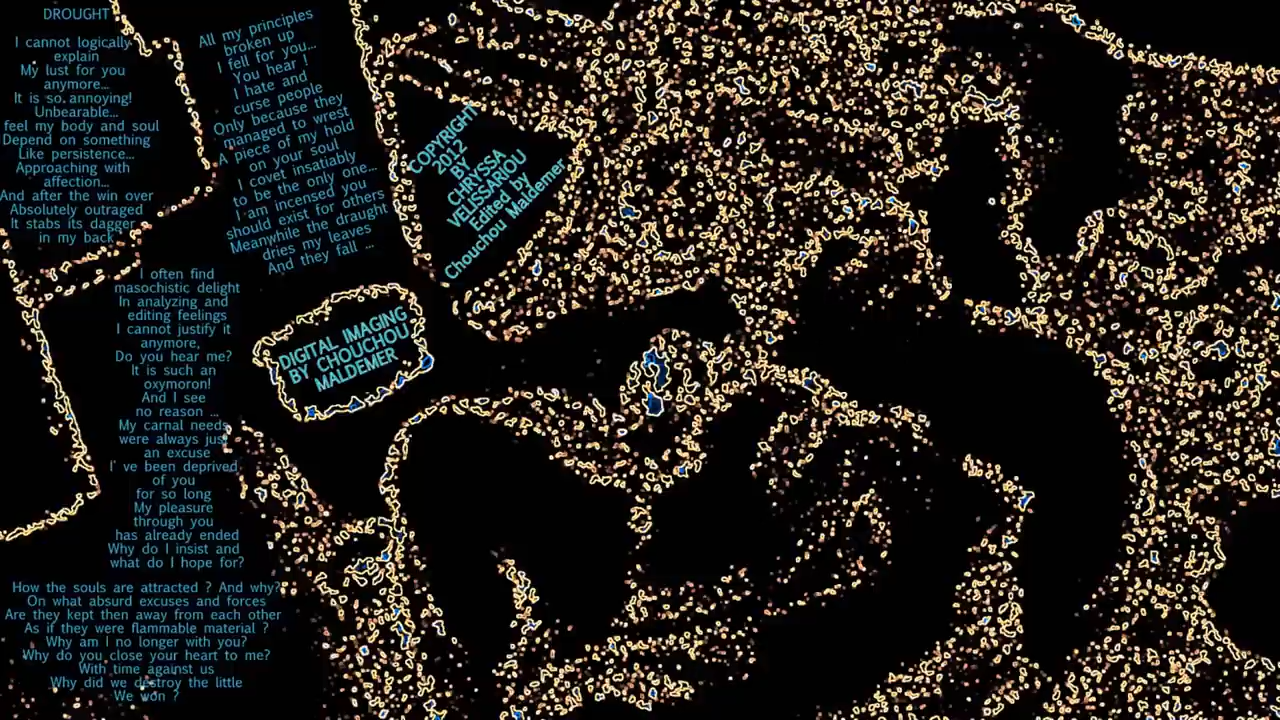 DROUGHT
I cannot logically
explain
My lust for you
anymore...
It is so annoying!
Unbearable...
feel my body and soul
Depend on something
Like persistence...
Approaching with
affection...
And after the win over
Absolutely outraged
It stabs its dagger
in my back
All my principles
broken up
I fell for you...
You hear !
I hate and
curse people
Only because they
managed to wrest
A piece of my hold
on your soul
I covet insatiably
to be the only one...
I am incensed you
should exist for others
Meanwhile the draught
dries my leaves
And they fall ...
COPYRIGHT
2012
BY
CHRYSSA
VELISSARIOU
Edited by
Chouchou Maldemer
I often find
masochistic delight
In analyzing and
editing feelings
I cannot justify it
anymore,
Do you hear me?
It is such an
oxymoron!
And I see
no reason ...
My carnal needs
were always just
an excuse
I' ve been deprived
of you
for so long
My pleasure
through you
has already ended
Why do I insist and
what do I hope for?
DIGITAL IMAGING
BY CHOUCHOU
MALDEMER
How the souls are attracted ? And why?
On what absurd excuses and forces
Are they kept then away from each other
As if they were flammable material ?
Why am I no longer with you?
Why do you close your heart to me?
With time against us
Why did we destroy the little
We won ?